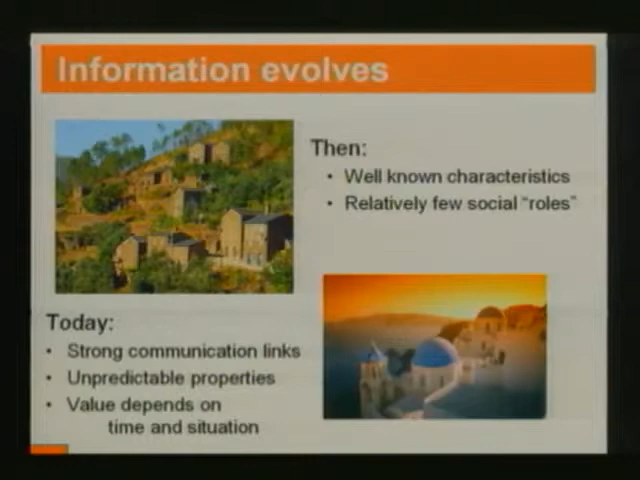 Information evolves
Then:
• Well known characteristics
• Relatively few social “roles”
Today:
• Strong communication links
• Unpredictable properties
• Value depends on
time and situation